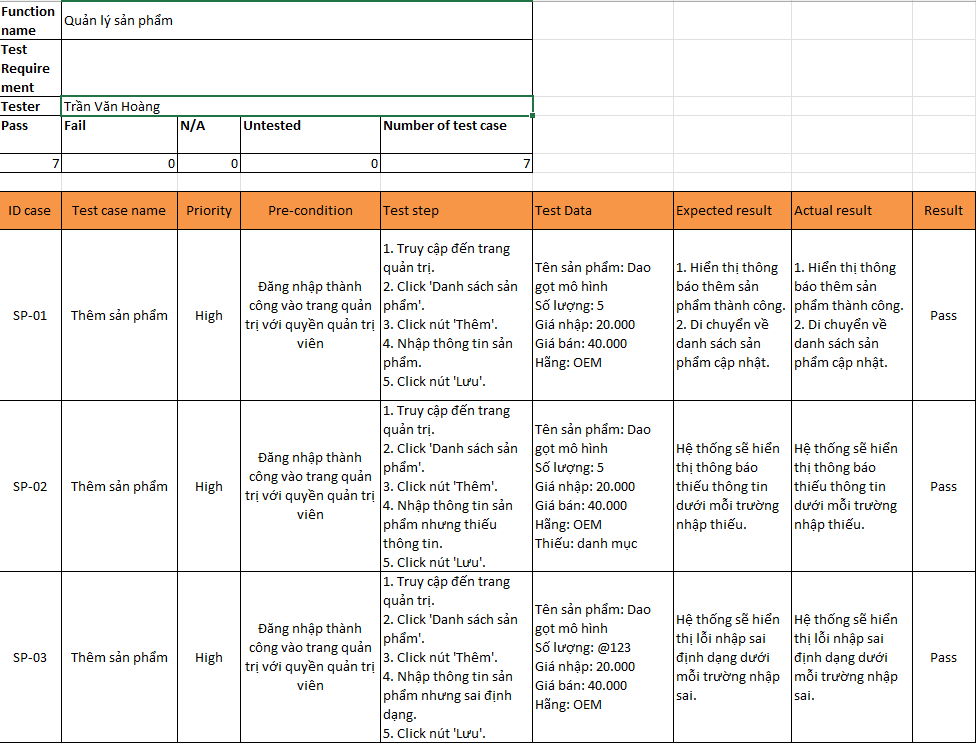 Function
name
Quản lý sản phẩm
Test
Require
ment
Tester
Trần Văn Hoàng
Pass
Fail
N/A
Untested
Number of test case
7
0
0
0
7
ID case
Test case name
Priority
Pre-condition
Test step
Test Data
Expected result
Actual result
Result
SP-01
Thêm sản phẩm
High
Đăng nhập thành
công vào trang quản
trị với quyền quản trị
viên
1. Truy cập đến trang
quản trị.
2. Click 'Danh sách sản
phẩm'.
3. Click nút 'Thêm'.
4. Nhập thông tin sản
phẩm.
5. Click nút 'Lưu'.
Tên sản phẩm: Dao
gọt mô hình
Số lượng: 5
Giá nhập: 20.000
Giá bán: 40.000
Hãng: OEM
1. Hiển thị thông
báo thêm sản
phẩm thành công.
2. Di chuyển về
danh sách sản
phẩm cập nhật.
1. Hiển thị thông
báo thêm sản
phẩm thành công.
2. Di chuyển về
danh sách sản
phẩm cập nhật.
Pass
SP-02
Thêm sản phẩm
High
Đăng nhập thành
công vào trang quản
trị với quyền quản trị
viên
1. Truy cập đến trang
quản trị.
2. Click 'Danh sách sản
phẩm'.
3. Click nút 'Thêm'.
4. Nhập thông tin sản
phẩm nhưng thiếu
thông tin.
5. Click nút 'Lưu'.
Tên sản phẩm: Dao
gọt mô hình
Số lượng: 5
Giá nhập: 20.000
Giá bán: 40.000
Hãng: OEM
Thiếu: danh mục
Hệ thống sẽ hiển
thị thông báo
thiếu thông tin
dưới mỗi trường
nhập thiếu.
Hệ thống sẽ hiển
thị thông báo
thiếu thông tin
dưới mỗi trường
nhập thiếu.
Pass
SP-03
Thêm sản phẩm
High
Đăng nhập thành
công vào trang quản
trị với quyền quản trị
viên
1. Truy cập đến trang
quản trị.
2. Click 'Danh sách sản
phẩm'.
3. Click nút 'Thêm'.
4. Nhập thông tin sản
phẩm nhưng sai định
dạng.
5. Click nút 'Lưu'.
Tên sản phẩm: Dao
gọt mô hình
Số lượng: @123
Giá nhập: 20.000
Giá bán: 40.000
Hãng: OEM
Hệ thống sẽ hiển
thị lỗi nhập sai
định dạng dưới
mỗi trường nhập
sai.
Hệ thống sẽ hiển
thị lỗi nhập sai
định dạng dưới
mỗi trường nhập
sai.
Pass